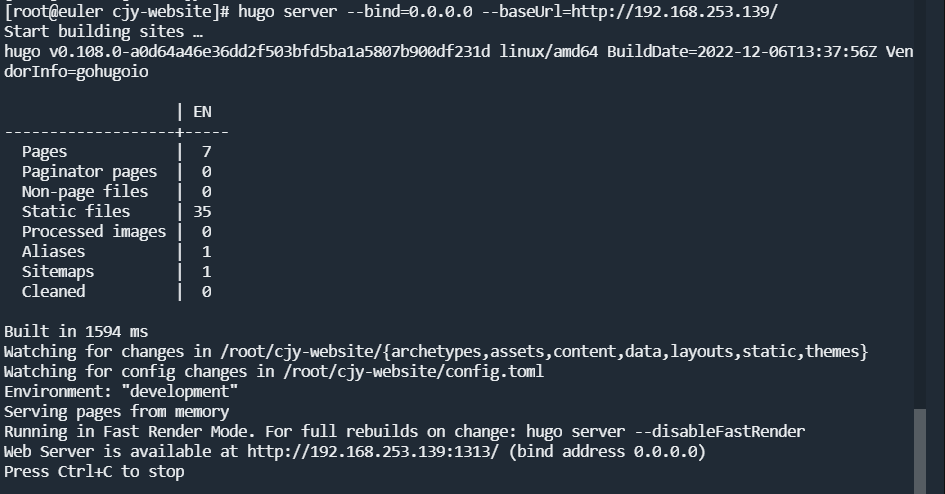 [root@euler cjy-website]# hugo server --bind=0.0.0.0 --baseUrl=http://192.168.253.139/
Start building sites …
hugo v0.108.0-a0d64a46e36dd2f503bfd5ba1a5807b900df231d linux/amd64 BuildDate=2022-12-06T13:37:56Z Ven
dorInfo=gohugoio
                   | EN
-------------------+-----
  Pages            |  7
  Paginator pages  |  0
  Non-page files   |  0
  Static files     | 35
  Processed images |  0
  Aliases          |  1
  Sitemaps         |  1
  Cleaned          |  0
Built in 1594 ms
Watching for changes in /root/cjy-website/{archetypes,assets,content,data,layouts,static,themes}
Watching for config changes in /root/cjy-website/config.toml
Environment: "development"
Serving pages from memory
Running in Fast Render Mode. For full rebuilds on change: hugo server --disableFastRender
Web Server is available at http://192.168.253.139:1313/ (bind address 0.0.0.0)
Press Ctrl+C to stop